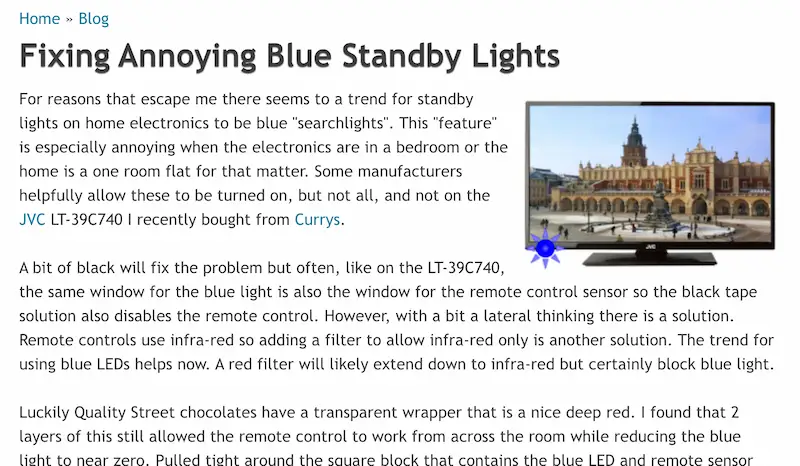 Home » Blog
Fixing Annoying Blue Standby Lights
For reasons that escape me there seems to a trend for standby
lights on home electronics to be blue "searchlights". This "feature"
is especially annoying when the electronics are in a bedroom or the
home is a one room flat for that matter. Some manufacturers
helpfully allow these to be turned on, but not all, and not on the
JVC LT-39C740 I recently bought from Currys.
JVC
A bit of black will fix the problem but often, like on the LT-39C740,
the same window for the blue light is also the window for the remote control sensor so the black tape
solution also disables the remote control. However, with a bit a lateral thinking there is a solution.
Remote controls use infra-red so adding a filter to allow infra-red only is another solution. The trend for
using blue LEDs helps now. A red filter will likely extend down to infra-red but certainly block blue light.
Luckily Quality Street chocolates have a transparent wrapper that is a nice deep red. I found that 2
layers of this still allowed the remote control to work from across the room while reducing the blue
light to near zero. Pulled tight around the square block that contains the blue LED and remote sensor